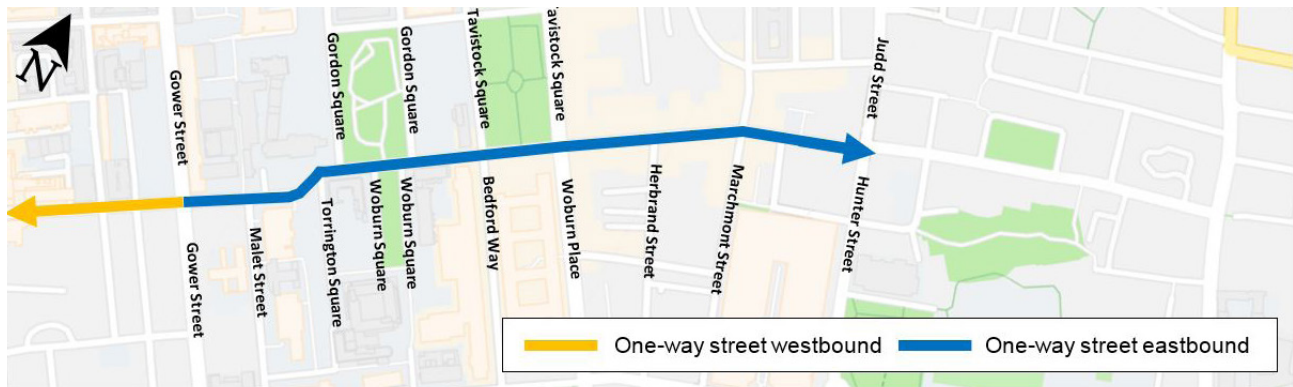 N
Gower Street
Gordon Square
Gordon Square
Tavistock Square
Tavistock Square
Judd Street
Gower Street
Malet Street
Torrington Square
Woburn Square
Woburn Square
Bedford Way
Woburn Place
Herbrand Street
Marchmont Street
Hunter Street
One-way street westbound
One-way street eastbound